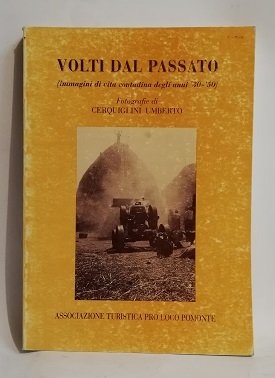 VOLTI DAL PASSATO
(Immagini di vita contadina degli anni '30-'50)
Fotografie di
CERQUIGLINI UMBERTO
ASSOCIAZIONE TURISTICA PRO LOCO POMONTE